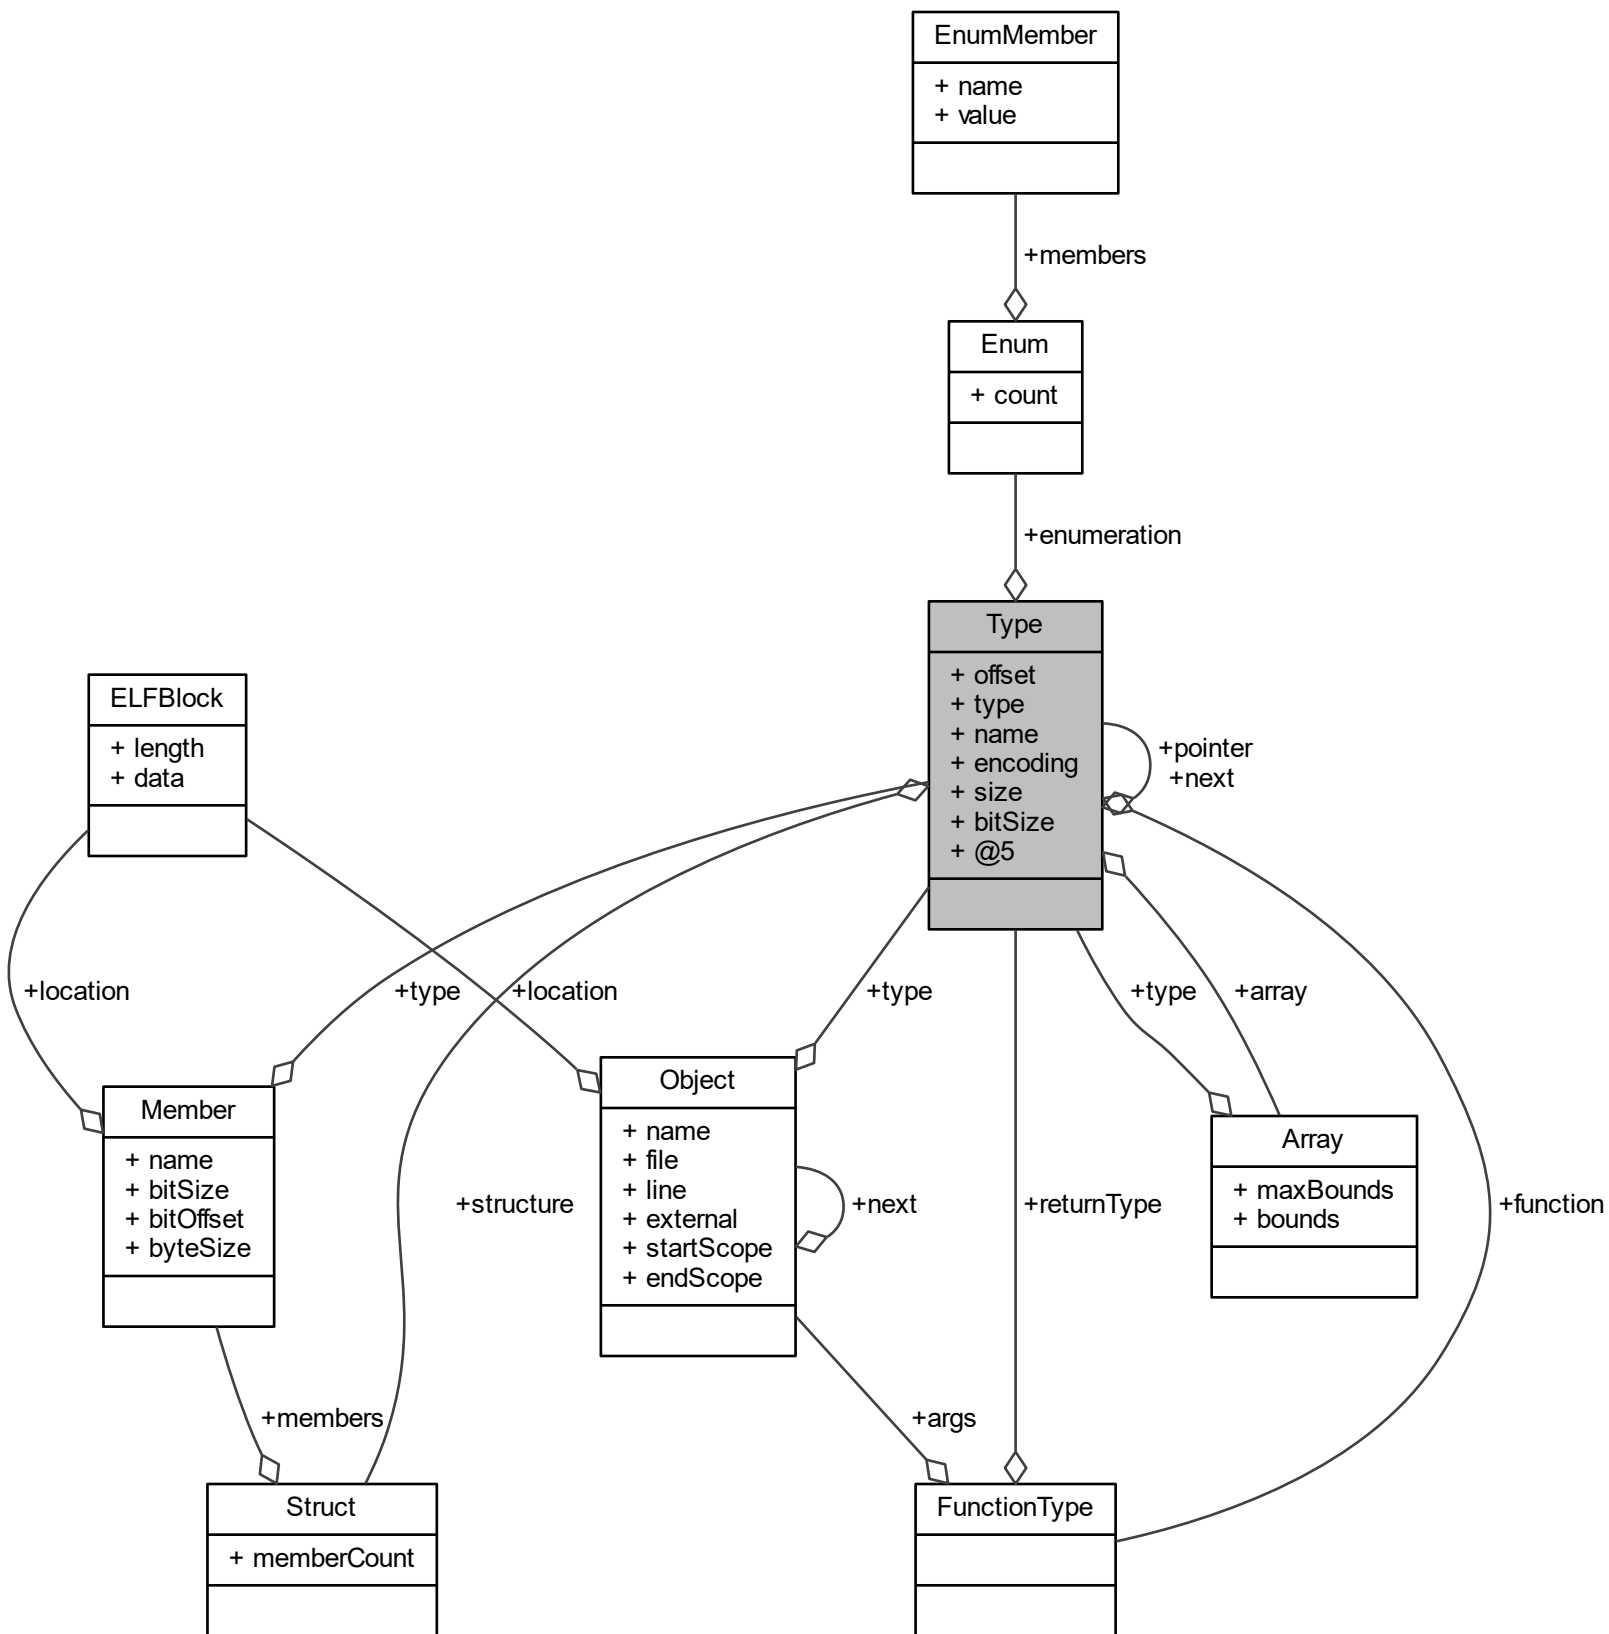 EnumMember
+ name
+ value
+members
Enum
+ count
+enumeration
Type
+ offset
+ type
+ name
+ encoding
+ size
+ bitSize
+ @5
+pointer
+next
ELFBlock
+ length
+ data
+location
+type
+location
+type
+type
+array
Member
+ name
+ bitSize
+ bitOffset
+ byteSize
+structure
Object
+ name
+ file
+ line
+ external
+ startScope
+ endScope
+next
+returnType
Array
+ maxBounds
+ bounds
+function
+members
+args
Struct
+ memberCount
FunctionType